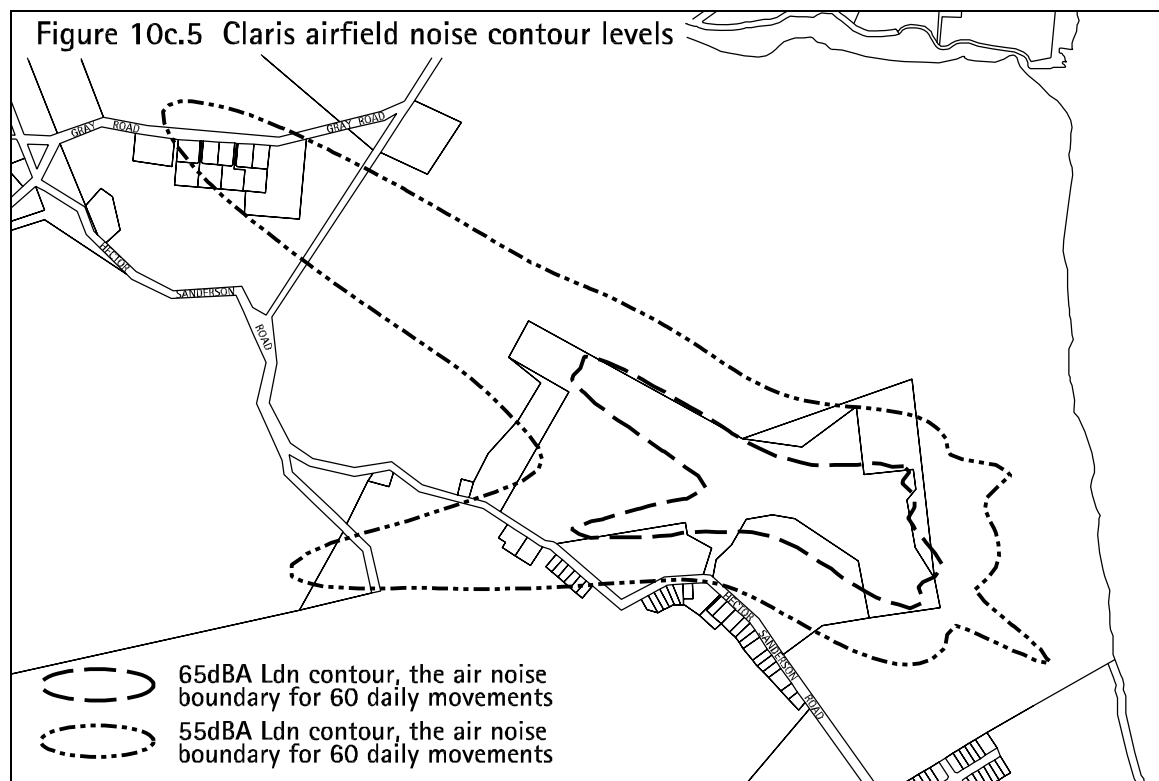 Figure 10c.5 Claris airfield noise contour levels
GRAY ROAD
GRAY ROAD
HECTOR
SANDERSON
ROAD
HECTOR SANDERSON ROAD
65dBA Ldn contour, the air noise
boundary for 60 daily movements
55dBA Ldn contour, the air noise
boundary for 60 daily movements